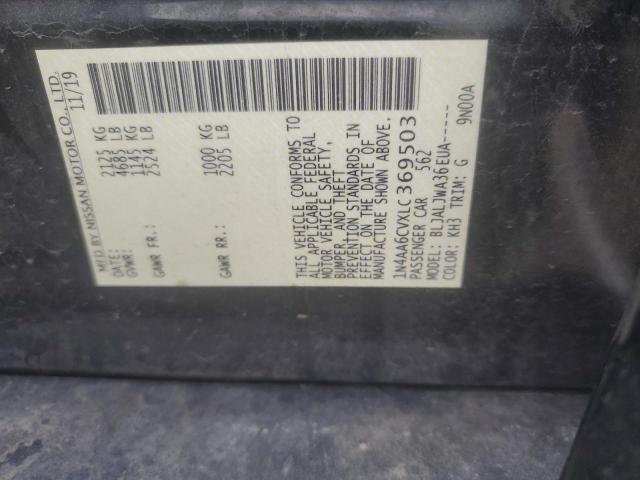 MFD BY NISSAN MOTOR CO., LTD.
11/19
GVWR: 2125 KG
4685 LB
GAWR FR.: 1145 KG
2524 LB
GAWR RR.: 1000 KG
2205 LB
THIS VEHICLE CONFORMS TO
ALL APPLICABLE FEDERAL
MOTOR VEHICLE SAFETY,
BUMPER, AND THEFT
PREVENTION STANDARDS IN
EFFECT ON THE DATE OF
MANUFACTURE SHOWN ABOVE.
1N4AA6CVXLC369503
PASSENGER CAR 562
MODEL: BLJALJWA36EUA-----
COLOR: KH3 TRIM: G 9N00A